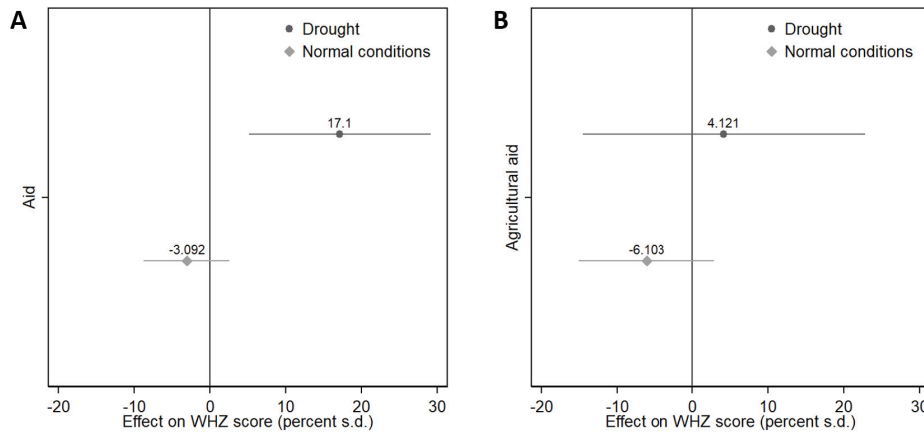 A
Drought
Normal conditions
17.1
-3.092
Aid
-20 -10 0 10 20 30
Effect on WHZ score (percent s.d.)
B
Drought
Normal conditions
4.121
-6.103
Agricultural aid
-20 -10 0 10 20 30
Effect on WHZ score (percent s.d.)